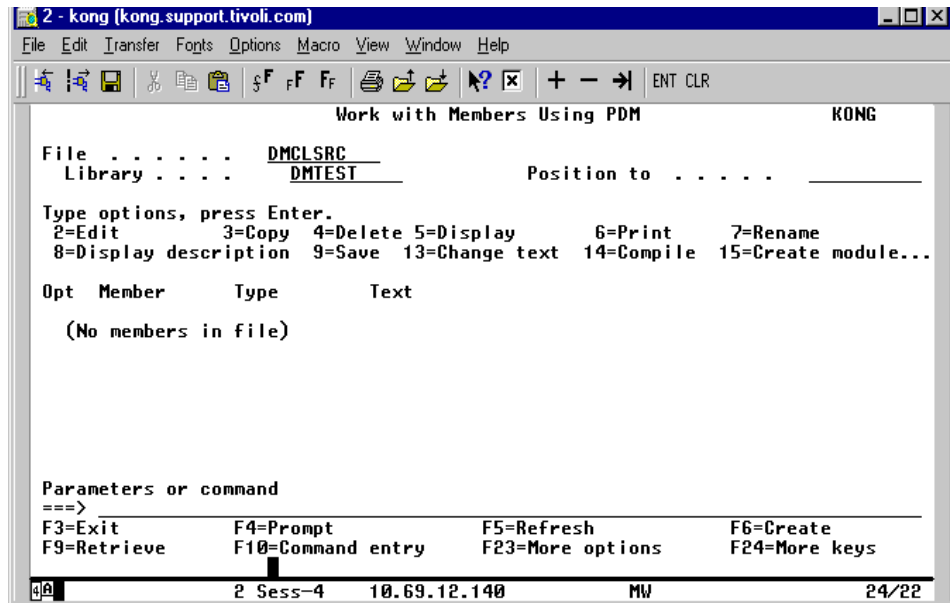 2 - kong (kong.support.tivoli.com)
File Edit Transfer Fonts Options Macro View Window Help
ENT CLR
Work with Members Using PDM KONG
File . . . . . . DMCLSRC
Library . . . . DMTEST Position to . . . . .
Type options, press Enter.
2=Edit 3=Copy 4=Delete 5=Display 6=Print 7=Rename
8=Display description 9=Save 13=Change text 14=Compile 15=Create module...
Opt Member Type Text
(No members in file)
Parameters or command
===>
F3=Exit F4=Prompt F5=Refresh F6=Create
F9=Retrieve F10=Command entry F23=More options F24=More keys
4A 2 Sess-4 10.69.12.140 MW 24/22